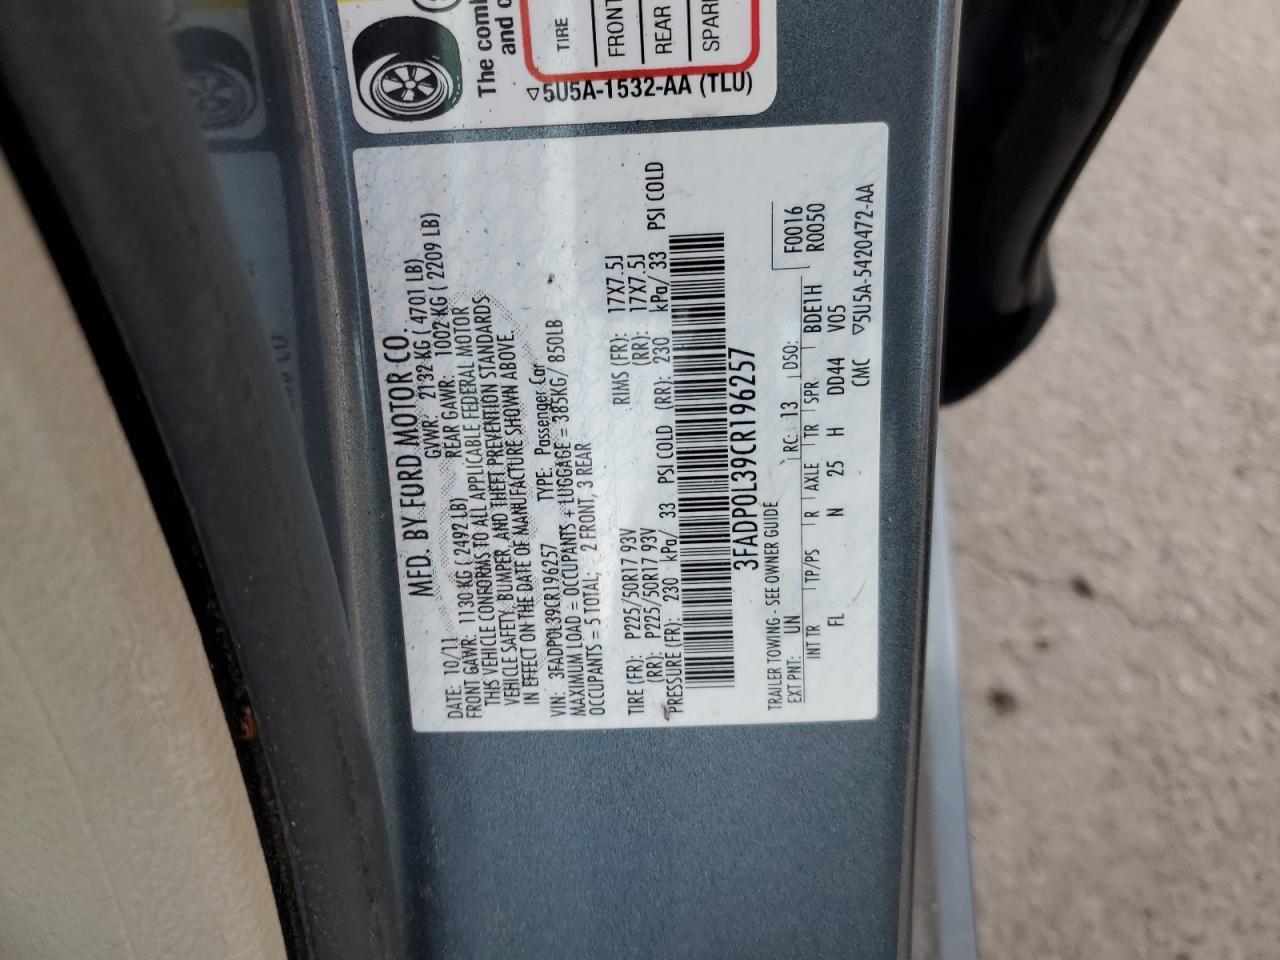 The comb
and c
TIRE
FRONT
REAR
SPAR
▽5U5A-1532-AA (TLU)
MFD. BY FORD MOTOR CO.
DATE: 10/11 GVWR: 2132 KG ( 4701 LB)
FRONT GAWR: 1130 KG ( 2492 LB) REAR GAWR: 1002 KG ( 2209 LB)
THIS VEHICLE CONFORMS TO ALL APPLICABLE FEDERAL MOTOR
VEHICLE SAFETY, BUMPER, AND THEFT PREVENTION STANDARDS
IN EFFECT ON THE DATE OF MANUFACTURE SHOWN ABOVE.
VIN: 3FADP0L39CR196257 TYPE: Passenger Car
MAXIMUM LOAD = OCCUPANTS + LUGGAGE = 385KG/ 850LB
OCCUPANTS = 5 TOTAL: 2 FRONT, 3 REAR
TIRE (FR): P225/50R17 93V RIMS (FR): 17X7.5J
(RR): P225/50R17 93V (RR): 17X7.5J
PRESSURE (FR): 230 kPa/ 33 PSI COLD (RR): 230 kPa/ 33 PSI COLD
3FADP0L39CR196257
TRAILER TOWING - SEE OWNER GUIDE
F0016
R0050
EXT PNT: UN RC: 13 DSO:
INT TR TP/PS R AXLE TR SPR BDE1H
FL N 25 H DD44 V05
CMC ▽5U5A-5420472-AA